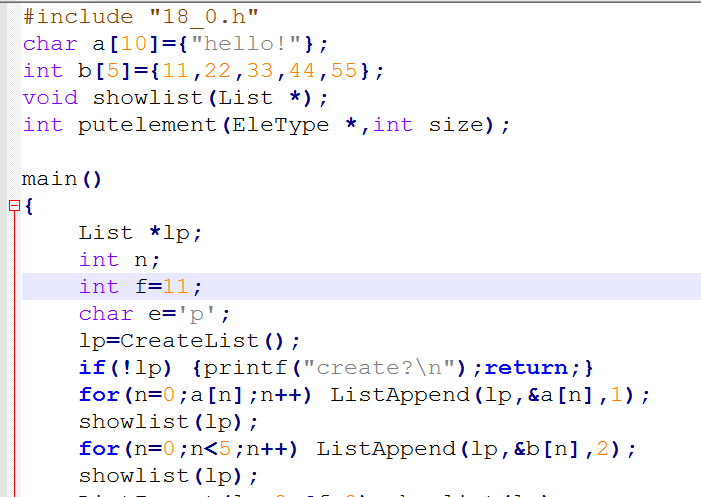 #include "18_0.h"
char a[10]={"hello!"};
int b[5]={11,22,33,44,55};
void showlist(List *);
int putelement(EleType *,int size);
main()
{
List *lp;
int n;
int f=11;
char e='p';
lp=CreateList();
if(!lp) {printf("create?\n");return;}
for(n=0;a[n];n++) ListAppend(lp,&a[n],1);
showlist(lp);
for(n=0;n<5;n++) ListAppend(lp,&b[n],2);
showlist(lp);